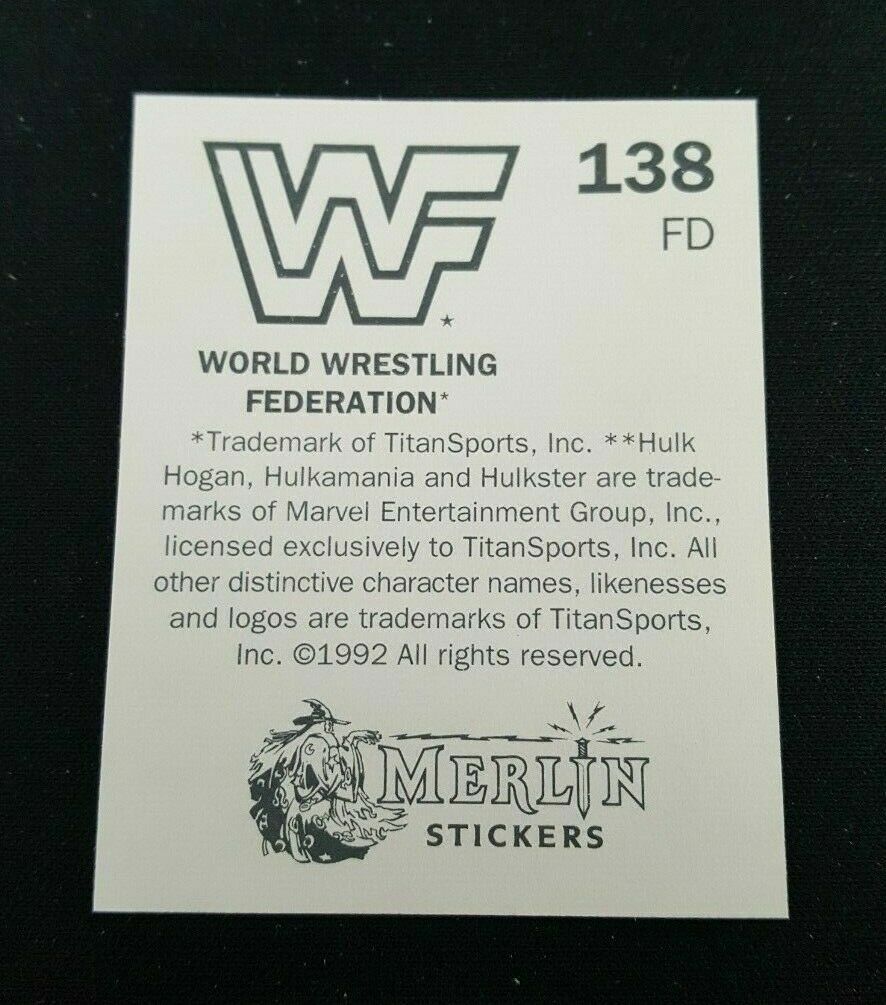 WF
138
FD
WORLD WRESTLING
FEDERATION*
*Trademark of TitanSports, Inc. **Hulk
Hogan, Hulkamania and Hulkster are trade-
marks of Marvel Entertainment Group, Inc.,
licensed exclusively to TitanSports, Inc. All
other distinctive character names, likenesses
and logos are trademarks of TitanSports,
Inc. ©1992 All rights reserved.
MERLIN
STICKERS